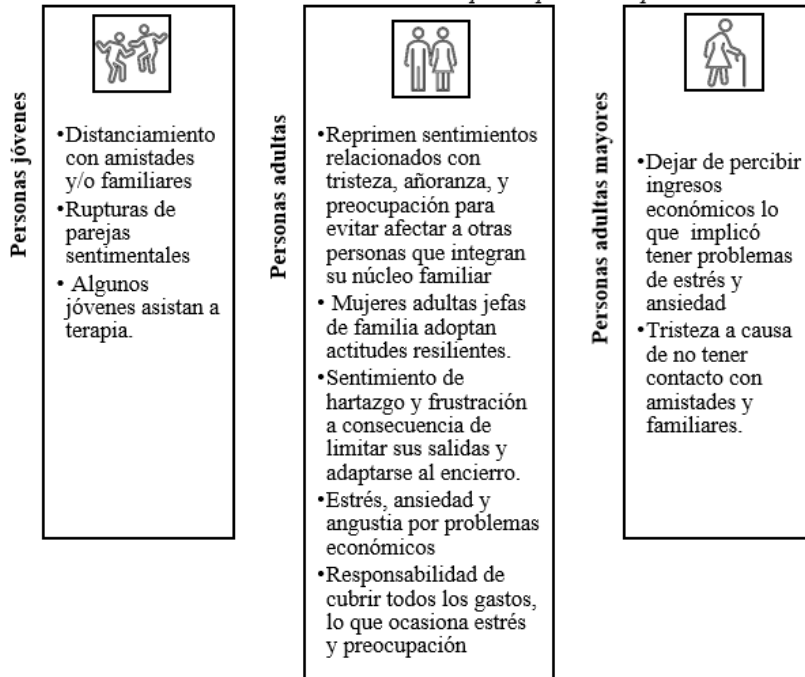 Personas jóvenes
•Distanciamiento
con amistades
y/o familiares
•Rupturas de
parejas
sentimentales
• Algunos
jóvenes asistan a
terapia.
Personas adultas
•Reprimen sentimientos
relacionados con
tristeza, añoranza, y
preocupación para
evitar afectar a otras
personas que integran
su núcleo familiar
• Mujeres adultas jefas
de familia adoptan
actitudes resilientes.
•Sentimiento de
hartazgo y frustración
a consecuencia de
limitar sus salidas y
adaptarse al encierro.
•Estrés, ansiedad y
angustia por problemas
económicos
•Responsabilidad de
cubrir todos los gastos,
lo que ocasiona estrés
y preocupación
Personas adultas mayores
•Dejar de percibir
ingresos
económicos lo
que implicó
tener problemas
de estrés y
ansiedad
•Tristeza a causa
de no tener
contacto con
amistades y
familiares.